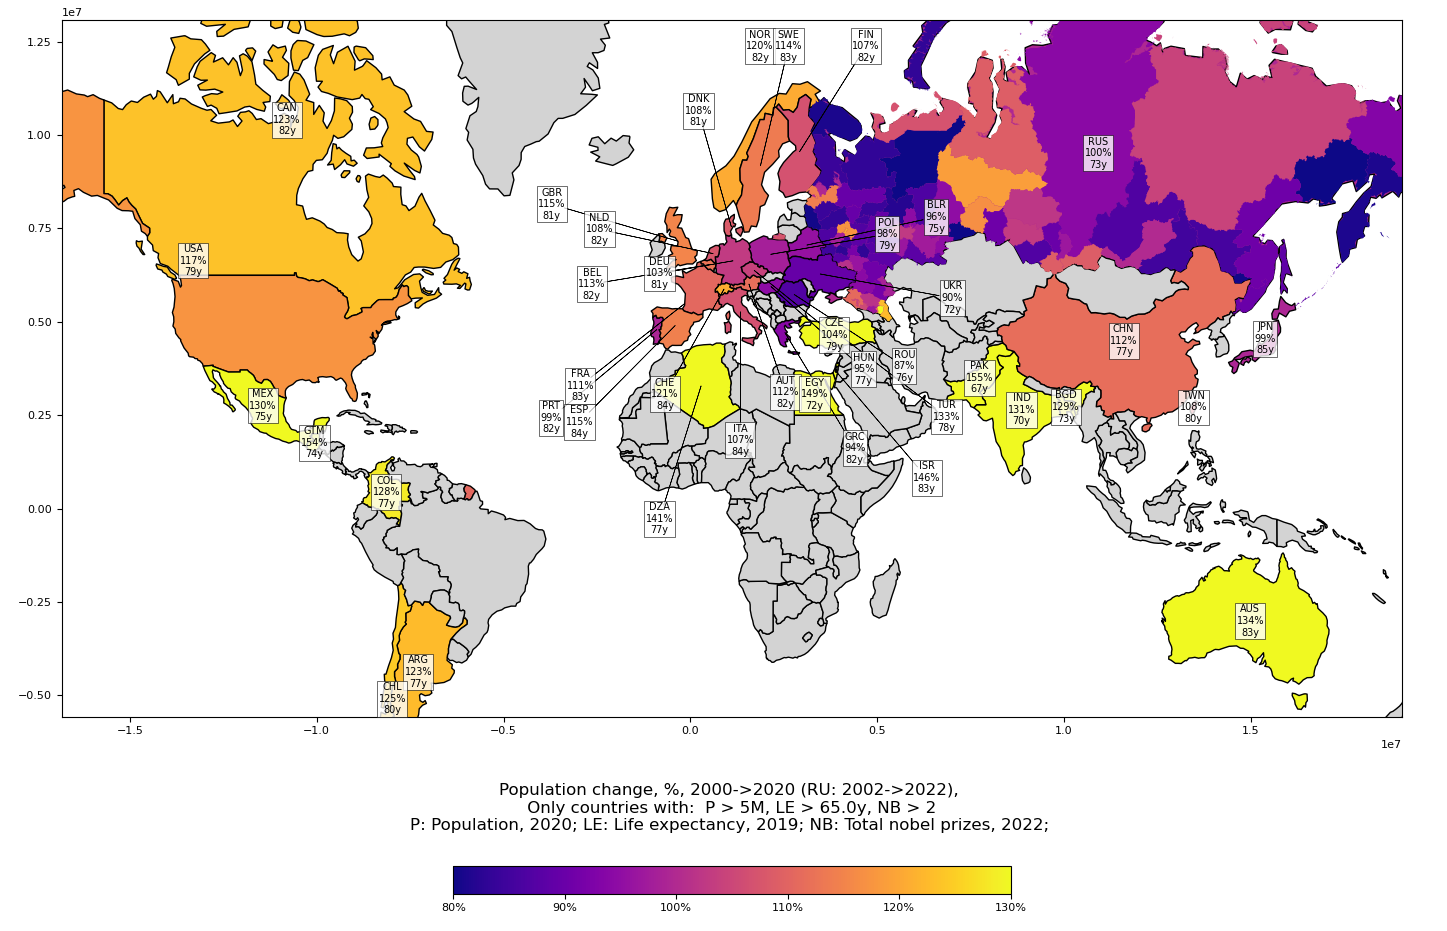 1e7
1.25
1.00
0.75
0.50
0.25
0.00
−0.25
−0.50
NOR
120%
82y
SWE
114%
83y
FIN
107%
82y
DNK
108%
81y
CAN
123%
82y
RUS
100%
73y
GBR
115%
81y
NLD
108%
82y
BLR
96%
75y
POL
98%
79y
USA
117%
79y
DEU
103%
81y
BEL
113%
82y
UKR
90%
72y
CZE
104%
79y
CHN
112%
77y
JPN
99%
85y
HUN
95%
77y
ROU
87%
76y
PAK
155%
67y
FRA
111%
83y
CHE
121%
84y
AUT
112%
82y
EGY
149%
72y
MEX
130%
75y
IND
131%
70y
BGD
129%
73y
TWN
108%
80y
PRT
99%
82y
ESP
115%
84y
TUR
133%
78y
GTM
154%
74y
ITA
107%
84y
GRC
94%
82y
ISR
146%
83y
COL
128%
77y
DZA
141%
77y
AUS
134%
83y
ARG
123%
77y
CHL
125%
80y
−1.5
−1.0
−0.5
0.0
0.5
1.0
1.5
1e7
Population change, %, 2000->2020 (RU: 2002->2022),
Only countries with:  P > 5M, LE > 65.0y, NB > 2
P: Population, 2020; LE: Life expectancy, 2019; NB: Total nobel prizes, 2022;
80%
90%
100%
110%
120%
130%